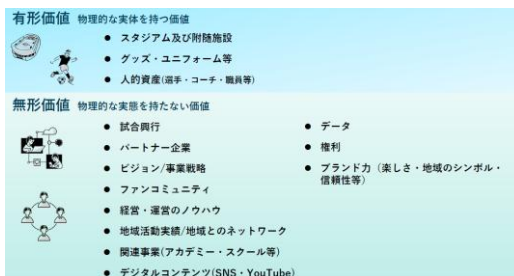 有形価値 物理的な実体を持つ価値
● スタジアム及び附随施設
● グッズ・ユニフォーム等
● 人的資産(選手・コーチ・職員等)
無形価値 物理的な実態を持たない価値
● 試合興行
● パートナー企業
● ビジョン/事業戦略
● ファンコミュニティ
● 経営・運営のノウハウ
● 地域活動実績/地域とのネットワーク
● 関連事業(アカデミー・スクール等)
● デジタルコンテンツ(SNS・YouTube)
● データ
● 権利
● ブランド力（楽しさ・地域のシンボル・
信頼性等）